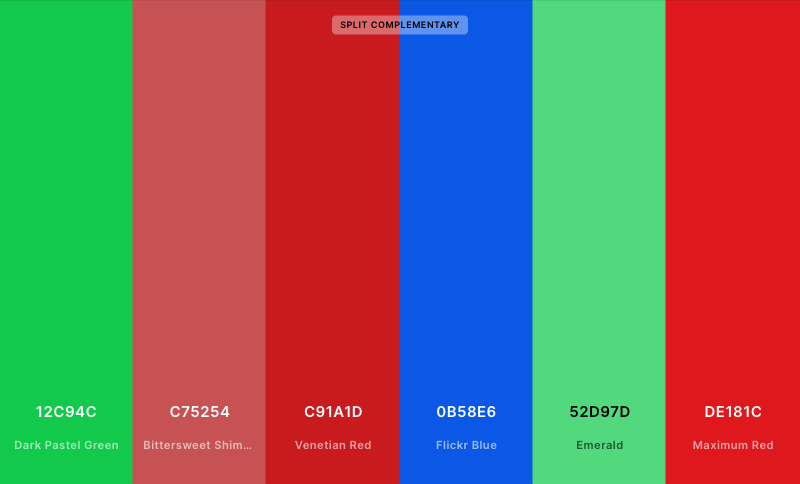 SPLIT COMPLEMENTARY
12C94C
Dark Pastel Green
C75254
Bittersweet Shim...
C91A1D
Venetian Red
0B58E6
Flickr Blue
52D97D
Emerald
DE181C
Maximum Red